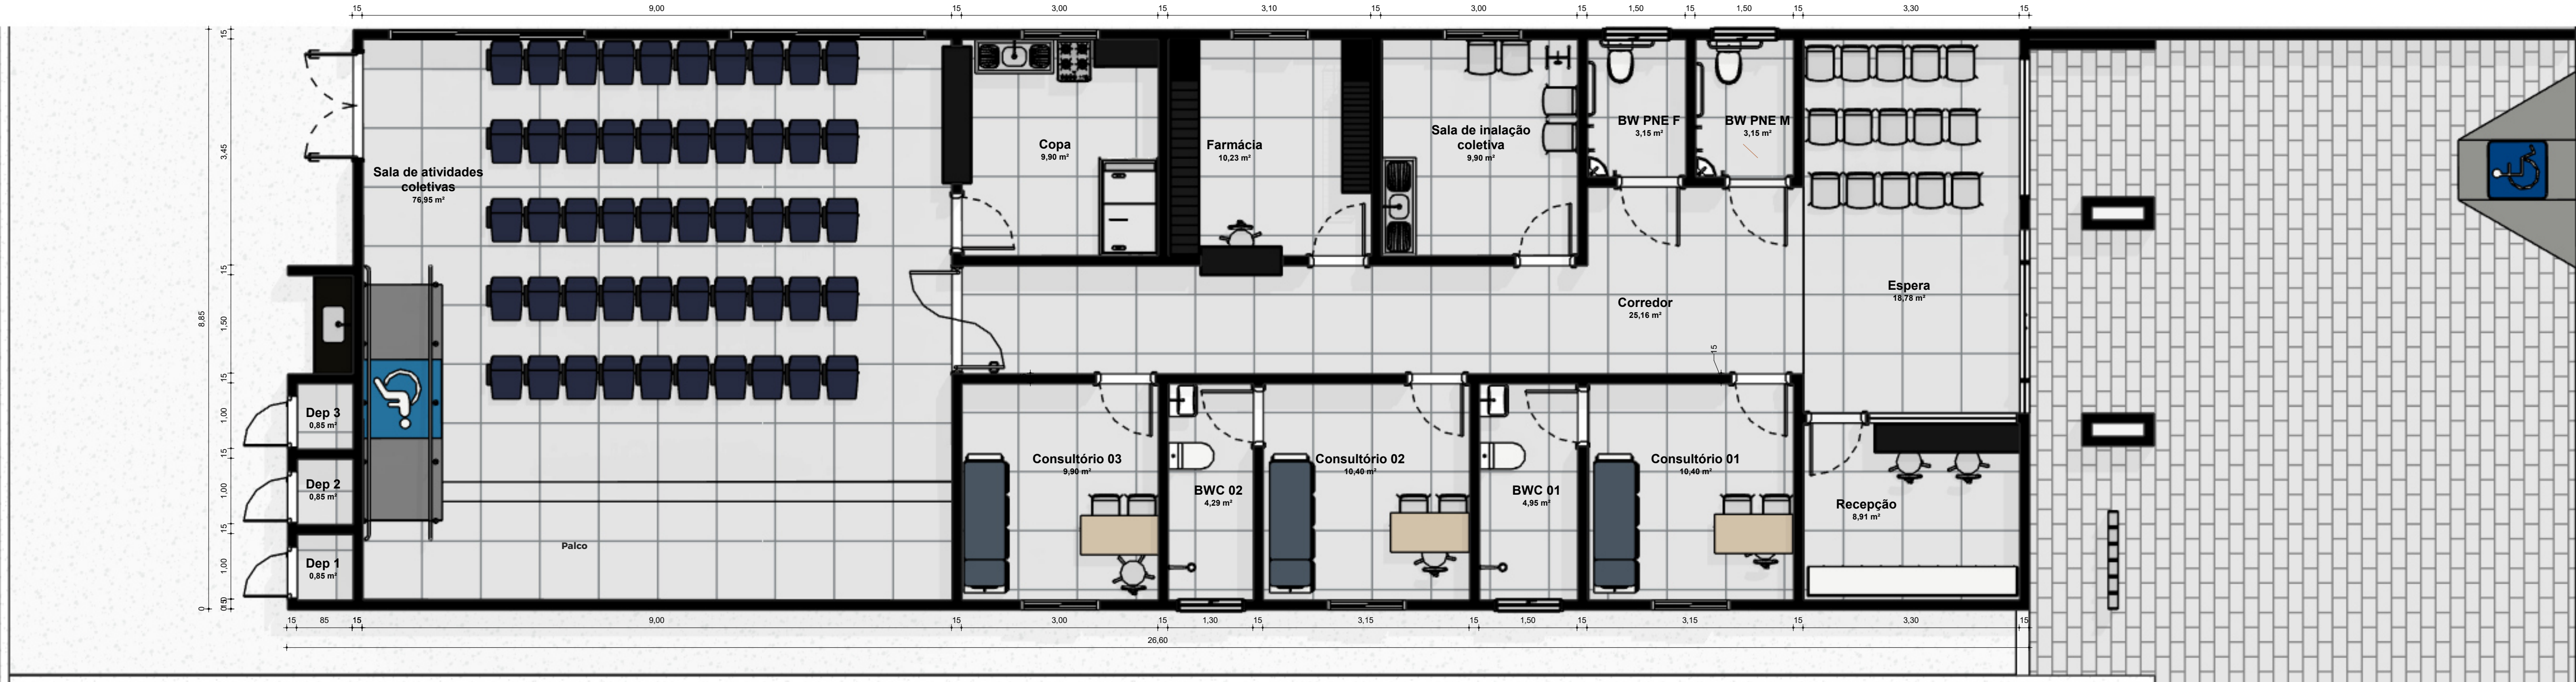 15 9,00 15 3,00 15 3,10 15 3,00 15 1,50 15 1,50 15 3,30 15
15
3,45
15
1,50
8,85
15
1,00
15
1,00
15
1,00
0
Sala de atividades
coletivas
76,95 m²
Copa
9,90 m²
Farmácia
10,23 m²
Sala de inalação
coletiva
9,90 m²
BW PNE F
3,15 m²
BW PNE M
3,15 m²
Espera
18,78 m²
Corredor
25,16 m²
15
Dep 3
0,85 m²
Dep 2
0,85 m²
Dep 1
0,85 m²
Palco
Consultório 03
9,90 m²
BWC 02
4,29 m²
Consultório 02
10,40 m²
BWC 01
4,95 m²
Consultório 01
10,40 m²
Recepção
8,91 m²
15 85 15 9,00 15 3,00 15 1,30 15 3,15 15 1,50 15 3,15 15 3,30 15
26,60